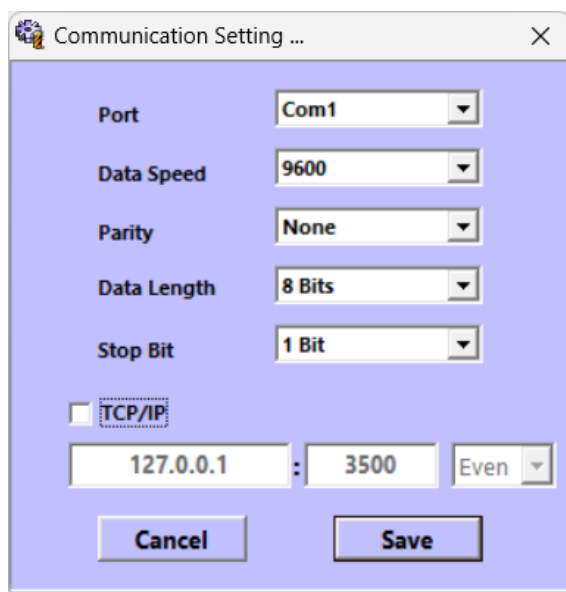 Communication Setting ...
Port Com1
Data Speed 9600
Parity None
Data Length 8 Bits
Stop Bit 1 Bit
TCP/IP
127.0.0.1 : 3500 Even
Cancel Save